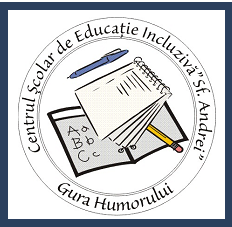 Centrul Școlar de Educație Incluzivă "Sf. Andrei"
Gura Humorului
A B C